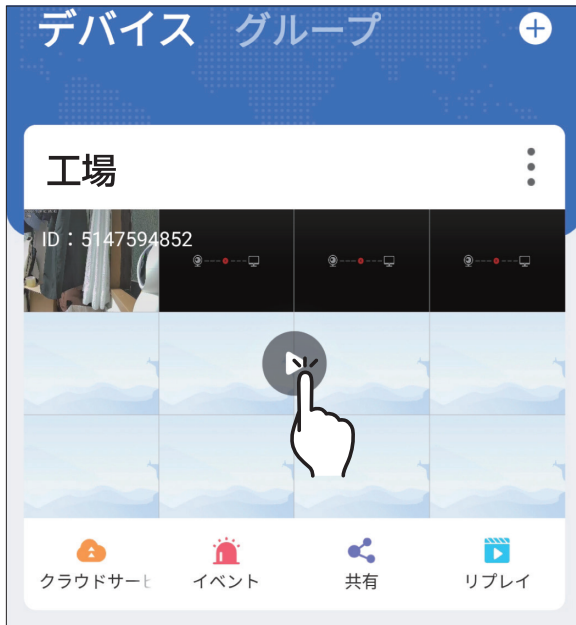 デバイス グループ
工場
ID：5147594852
クラウドサービ
イベント
共有
リプレイ